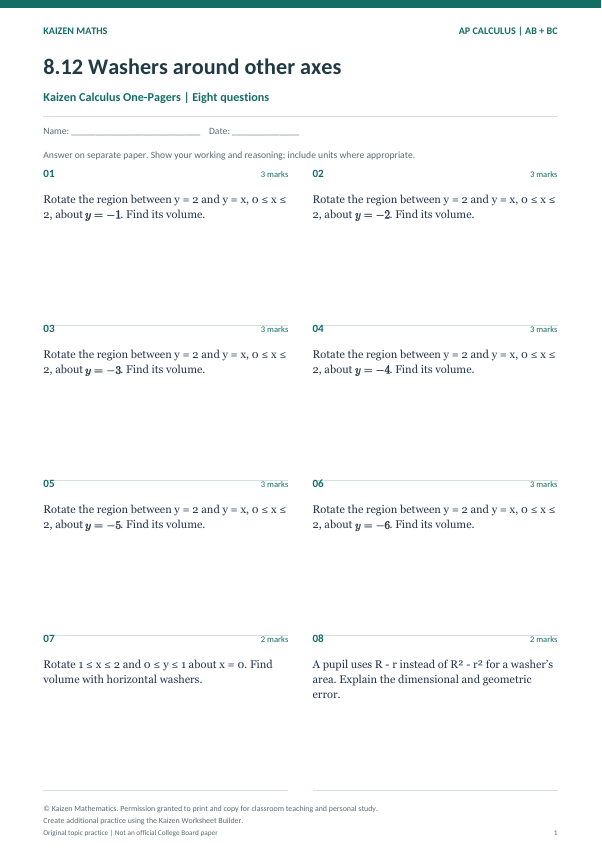 KAIZEN MATHS
AP CALCULUS | AB + BC
8.12 Washers around other axes
Kaizen Calculus One-Pagers | Eight questions
Name: ____________________________ Date: ______________
Answer on separate paper. Show your working and reasoning; include units where appropriate.
01
3 marks
Rotate the region between y = 2 and y = x, 0 ≤ x ≤
2, about y = −1. Find its volume.
02
3 marks
Rotate the region between y = 2 and y = x, 0 ≤ x ≤
2, about y = −2. Find its volume.
03
3 marks
Rotate the region between y = 2 and y = x, 0 ≤ x ≤
2, about y = −3. Find its volume.
04
3 marks
Rotate the region between y = 2 and y = x, 0 ≤ x ≤
2, about y = −4. Find its volume.
05
3 marks
Rotate the region between y = 2 and y = x, 0 ≤ x ≤
2, about y = −5. Find its volume.
06
3 marks
Rotate the region between y = 2 and y = x, 0 ≤ x ≤
2, about y = −6. Find its volume.
07
2 marks
Rotate 1 ≤ x ≤ 2 and 0 ≤ y ≤ 1 about x = 0. Find
volume with horizontal washers.
08
2 marks
A pupil uses R - r instead of R² - r² for a washer's
area. Explain the dimensional and geometric
error.
© Kaizen Mathematics. Permission granted to print and copy for classroom teaching and personal study.
Create additional practice using the Kaizen Worksheet Builder.
Original topic practice | Not an official College Board paper
1